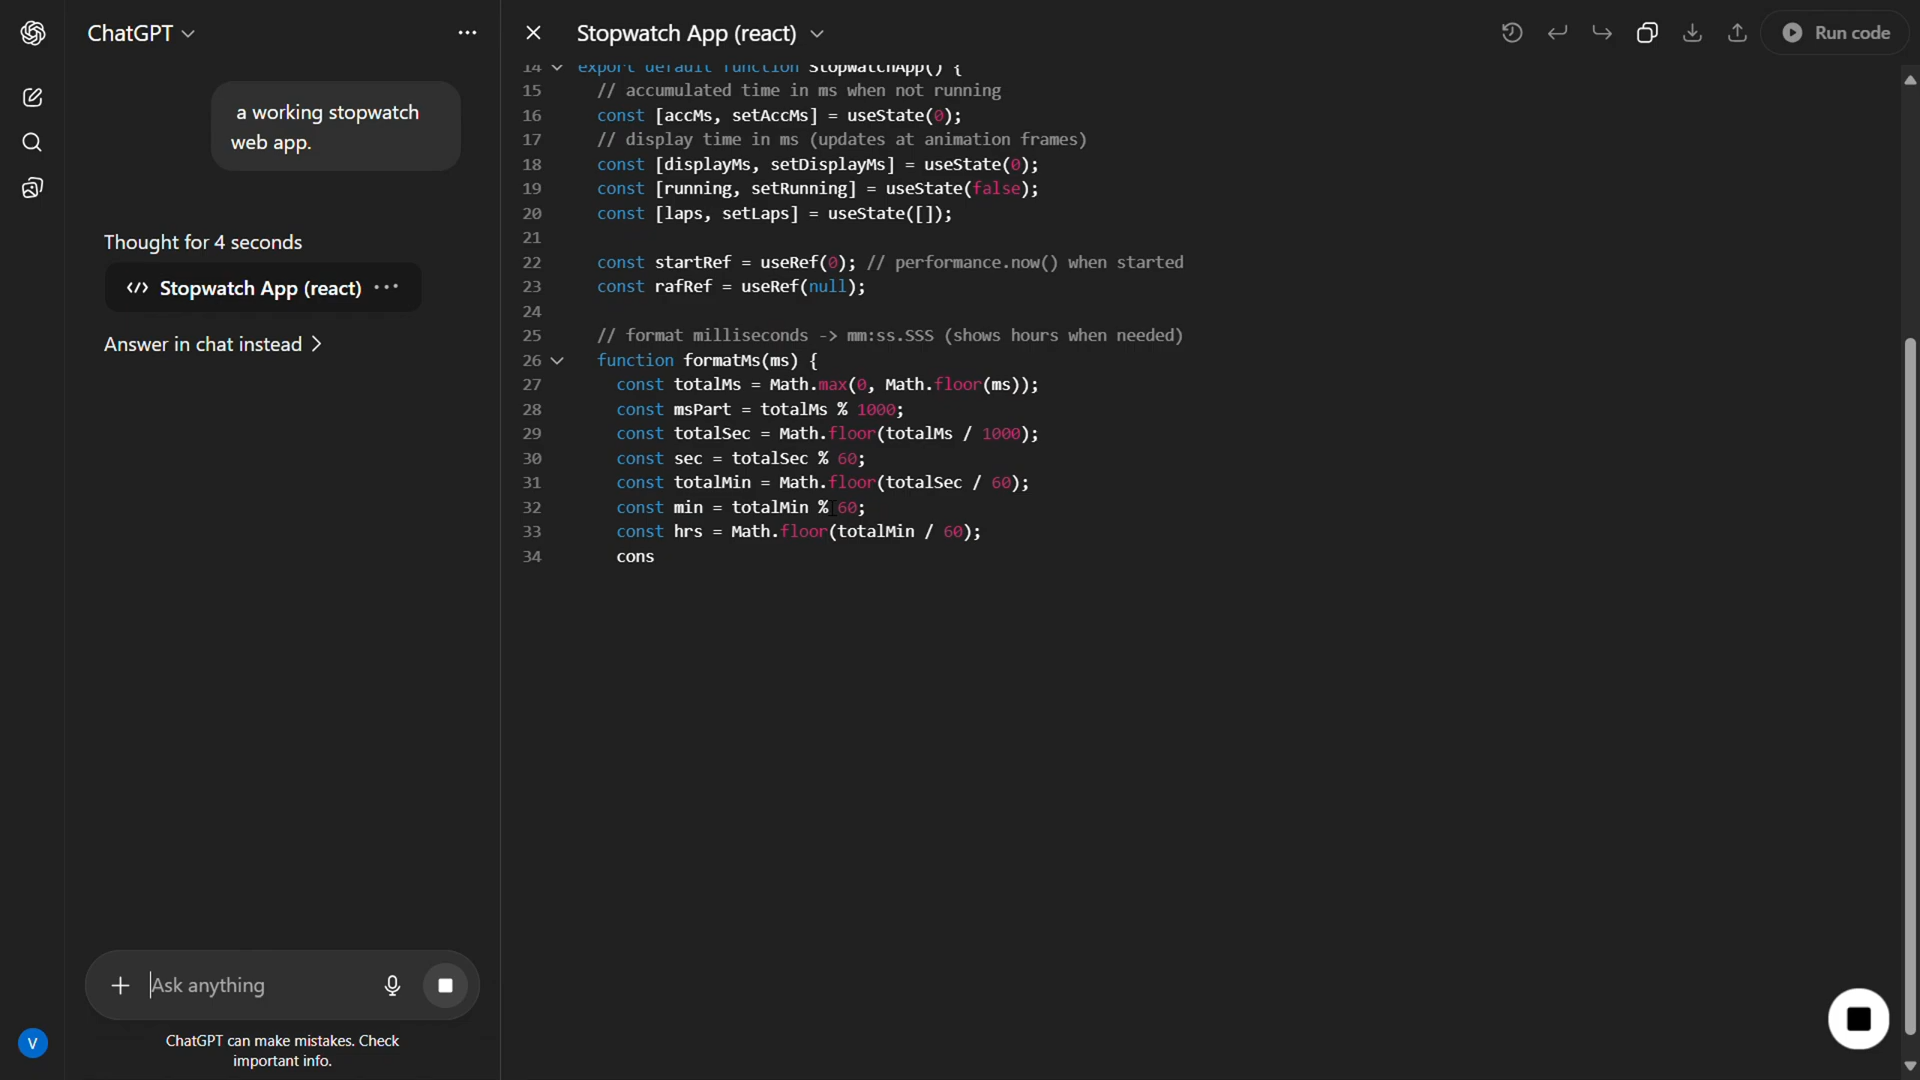 ChatGPT
a working stopwatch
web app.
Thought for 4 seconds
</> Stopwatch App (react) ···
Answer in chat instead >
Ask anything
ChatGPT can make mistakes. Check
important info.
V
Stopwatch App (react)
Run code
14 export default function StopwatchApp() {
15 // accumulated time in ms when not running
16 const [accMs, setAccMs] = useState(0);
17 // display time in ms (updates at animation frames)
18 const [displayMs, setDisplayMs] = useState(0);
19 const [running, setRunning] = useState(false);
20 const [laps, setLaps] = useState([]);
21
22 const startRef = useRef(0); // performance.now() when started
23 const rafRef = useRef(null);
24
25 // format milliseconds -> mm:ss.SSS (shows hours when needed)
26 function formatMs(ms) {
27 const totalMs = Math.max(0, Math.floor(ms));
28 const msPart = totalMs % 1000;
29 const totalSec = Math.floor(totalMs / 1000);
30 const sec = totalSec % 60;
31 const totalMin = Math.floor(totalSec / 60);
32 const min = totalMin % 60;
33 const hrs = Math.floor(totalMin / 60);
34 cons